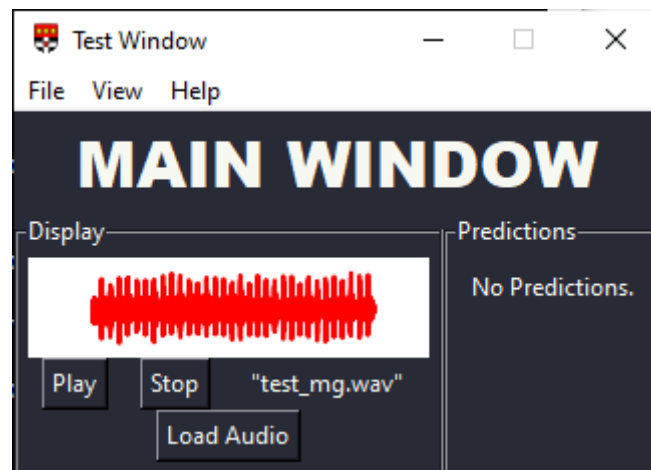 Test Window
File View Help
MAIN WINDOW
Display
Predictions
No Predictions.
Play Stop "test_mg.wav"
Load Audio